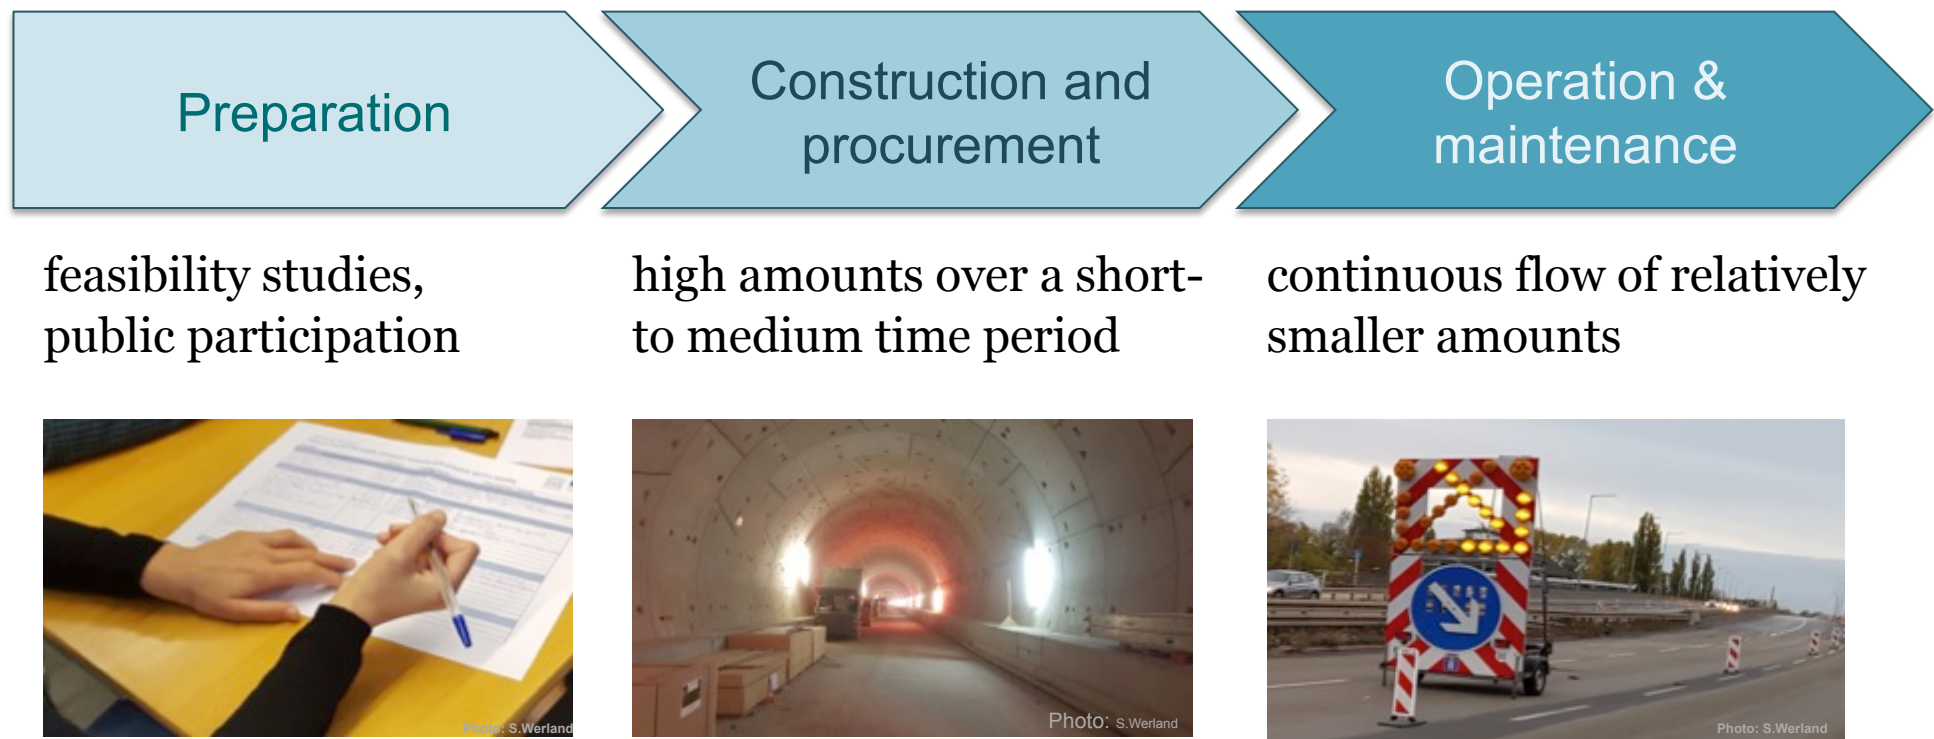 Preparation
Construction and
procurement
Operation &
maintenance
feasibility studies,
public participation
high amounts over a short-
to medium time period
continuous flow of relatively
smaller amounts
Photo: S.Werland
Photo: S.Werland
Photo: S.Werland